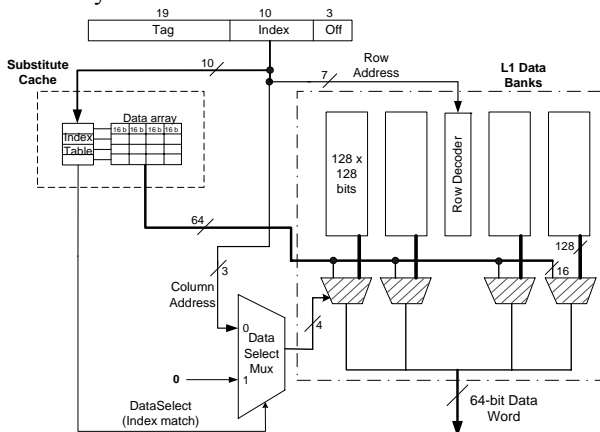 19
10
3
Tag
Index
Off
Substitute
Cache
10
7
Row
Address
L1 Data
Banks
Data array
Index
Table
16 b 16 b 16 b 16 b
128 x
128
bits
Row Decoder
64
128
16
3
Column
Address
0
Data
Select
Mux
4
0
1
DataSelect
(Index match)
64-bit Data
Word